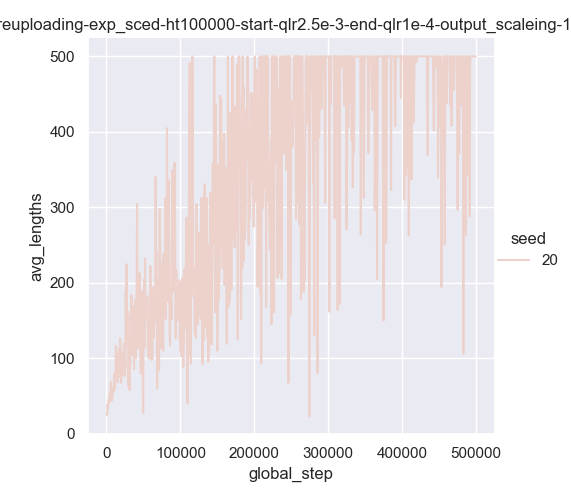 reuploading-exp_sced-ht100000-start-qlr2.5e-3-end-qlr1e-4-output_scaleing-1
500
400
300
200
100
0
avg_lengths
0 100000 200000 300000 400000 500000
global_step
seed
20